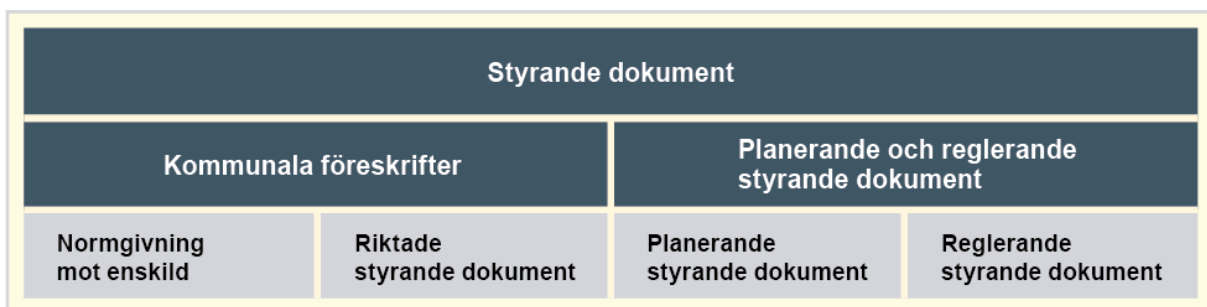 Styrande dokument
Kommunala föreskrifter
Planerande och reglerande
styrande dokument
Normgivning
mot enskild
Riktade
styrande dokument
Planerande
styrande dokument
Reglerande
styrande dokument